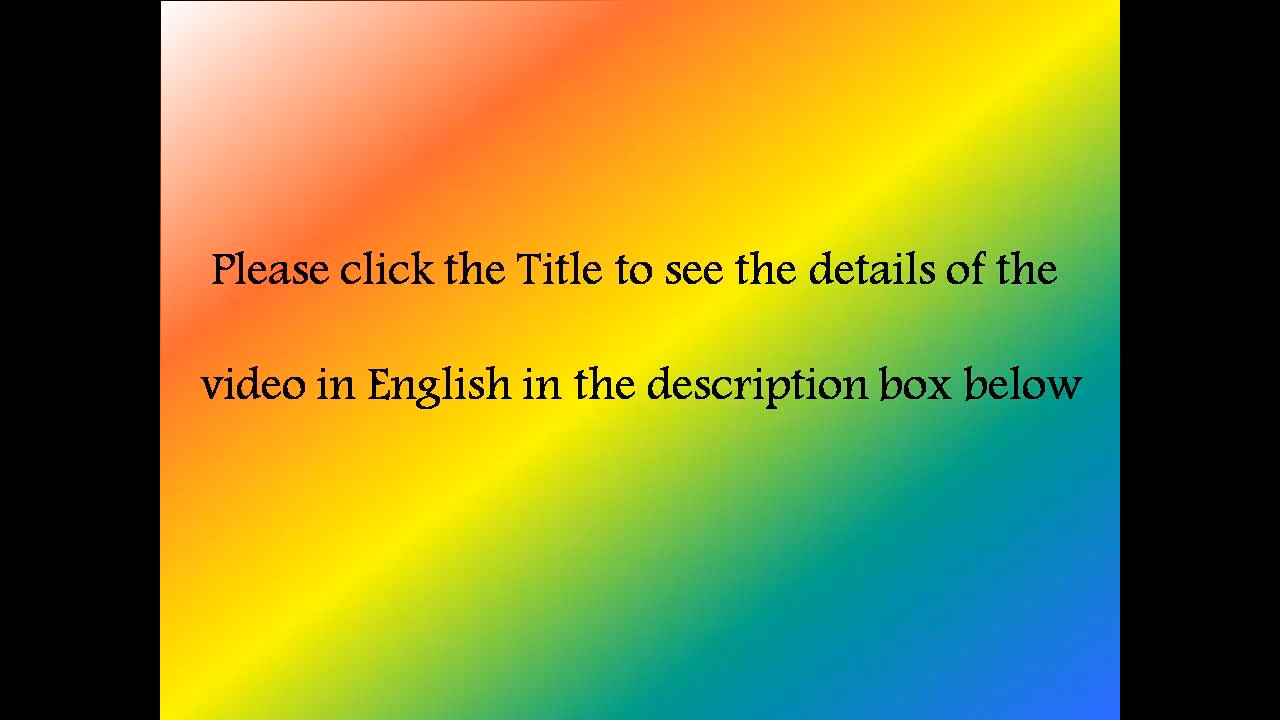 Please click the Title to see the details of the
video in English in the description box below